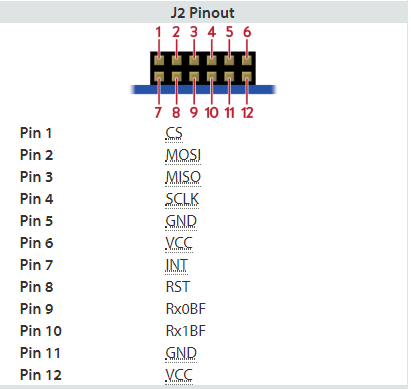 J2 Pinout
1 2 3 4 5 6
7 8 9 10 11 12
Pin 1 CS
Pin 2 MOSI
Pin 3 MISO
Pin 4 SCLK
Pin 5 GND
Pin 6 VCC
Pin 7 INT
Pin 8 RST
Pin 9 Rx0BF
Pin 10 Rx1BF
Pin 11 GND
Pin 12 VCC